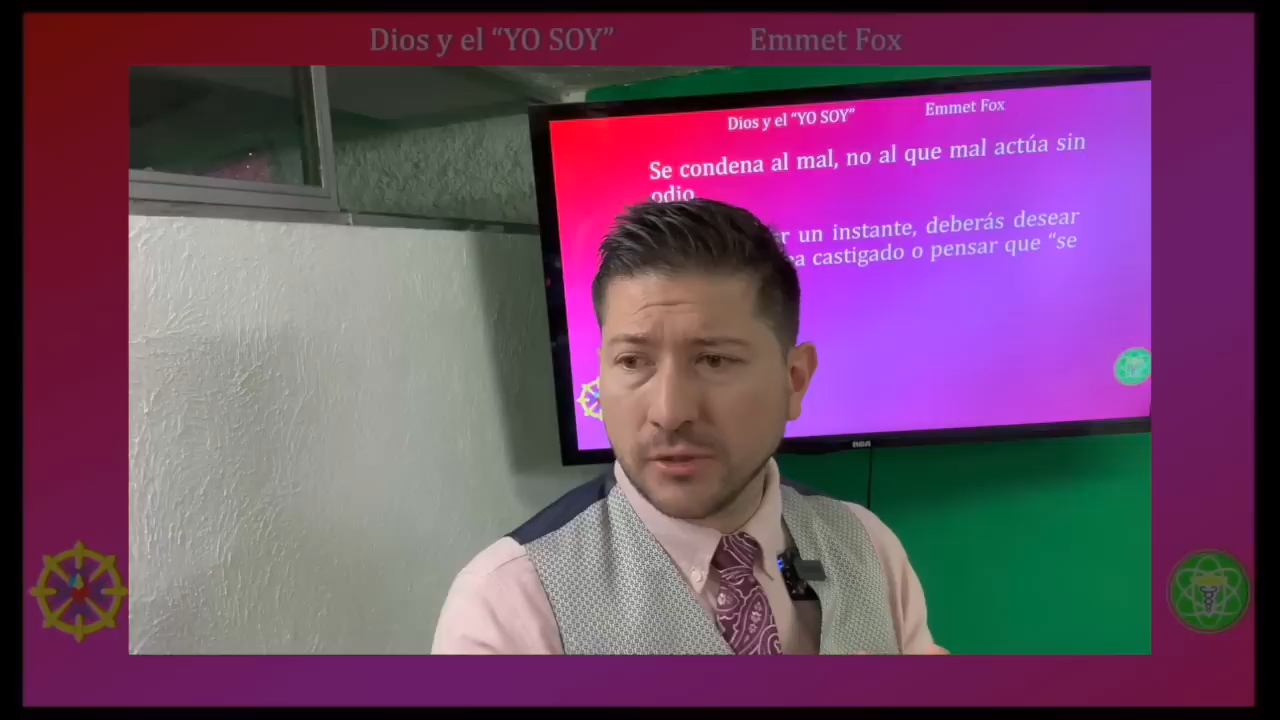 Dios y el “YO SOY” Emmet Fox
Dios y el “YO SOY” Emmet Fox
Se condena al mal, no al que mal actúa sin
odio.
un instante, deberás desear
castigado o pensar que “se
RCA